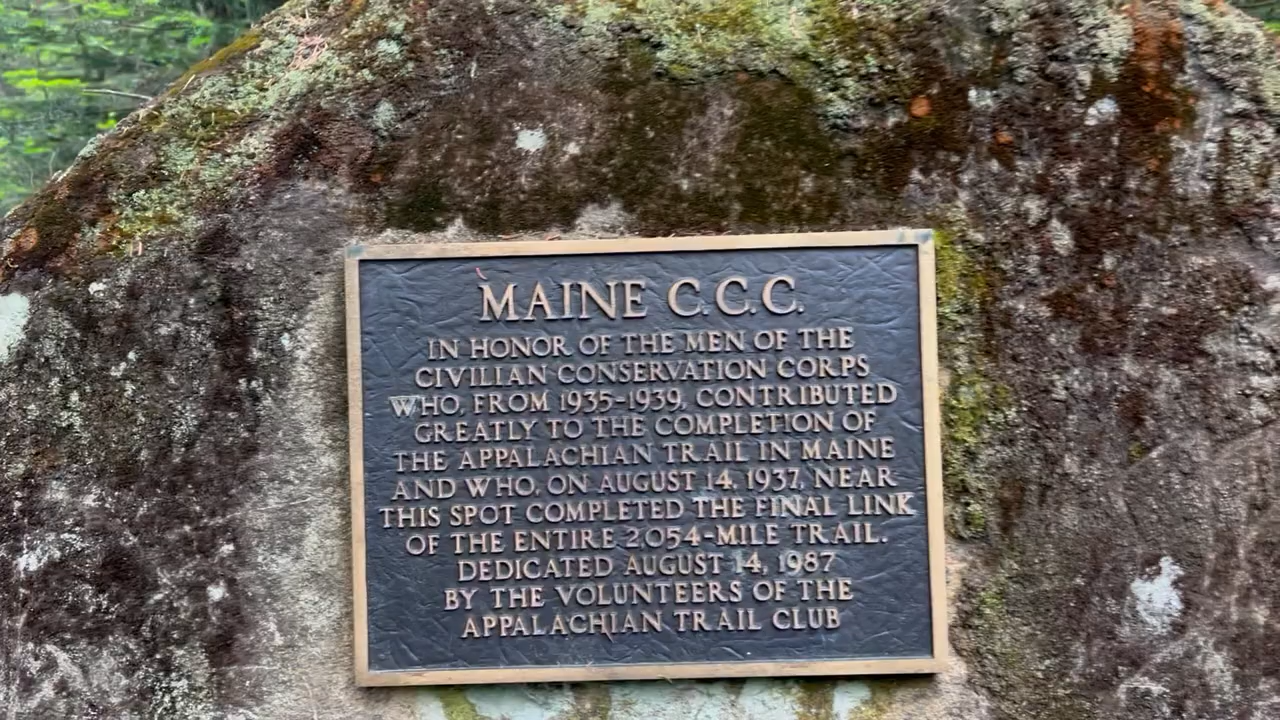 MAINE C.C.C.
IN HONOR OF THE MEN OF THE
CIVILIAN CONSERVATION CORPS
WHO, FROM 1935-1939, CONTRIBUTED
GREATLY TO THE COMPLETION OF
THE APPALACHIAN TRAIL IN MAINE
AND WHO, ON AUGUST 14, 1937, NEAR
THIS SPOT COMPLETED THE FINAL LINK
OF THE ENTIRE 2054-MILE TRAIL.
DEDICATED AUGUST 14, 1987
BY THE VOLUNTEERS OF THE
APPALACHIAN TRAIL CLUB